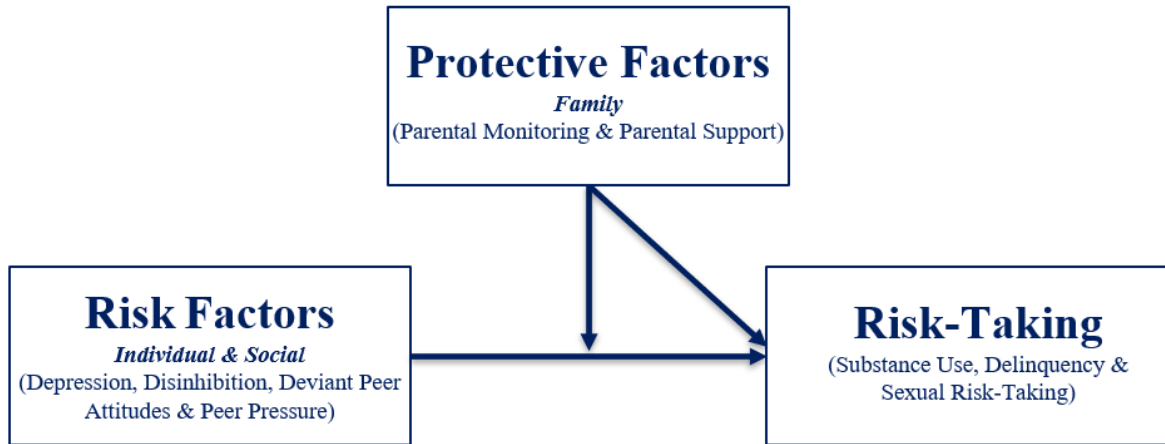 Protective Factors
Family
(Parental Monitoring & Parental Support)
Risk Factors
Individual & Social
(Depression, Disinhibition, Deviant Peer
Attitudes & Peer Pressure)
Risk-Taking
(Substance Use, Delinquency &
Sexual Risk-Taking)